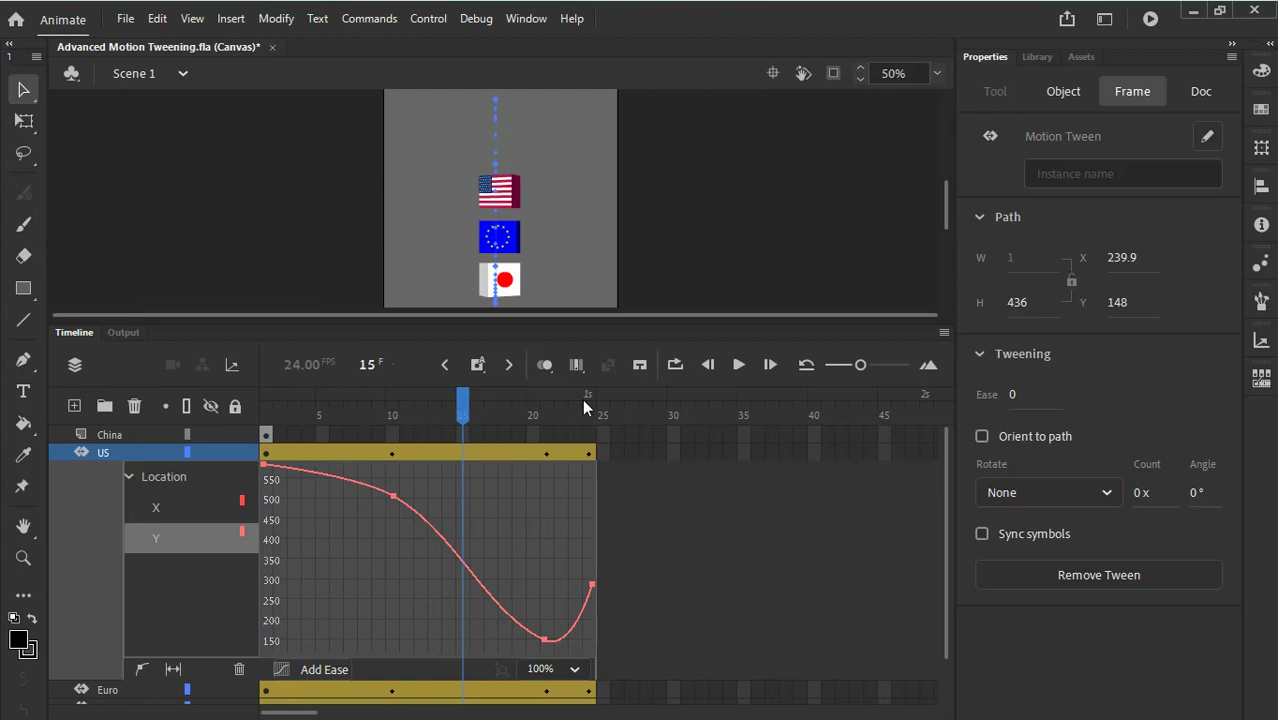 Animate File Edit View Insert Modify Text Commands Control Debug Window Help
Advanced Motion Tweening.fla (Canvas)*
1 Properties Library Assets
Scene 1 50%
Tool Object Frame Doc
Motion Tween
Instance name
Path
W 1 X 239.9
H 436 Y 148
Timeline Output
24.00 FPS 15 F
Tweening
Ease 0
1s 2s
5 10 15 20 25 30 35 40 45
China
US
Orient to path
Rotate Count Angle
None 0 x 0 °
Sync symbols
Remove Tween
Location
X
Y
550
500
450
400
350
300
250
200
150
Add Ease 100%
Euro